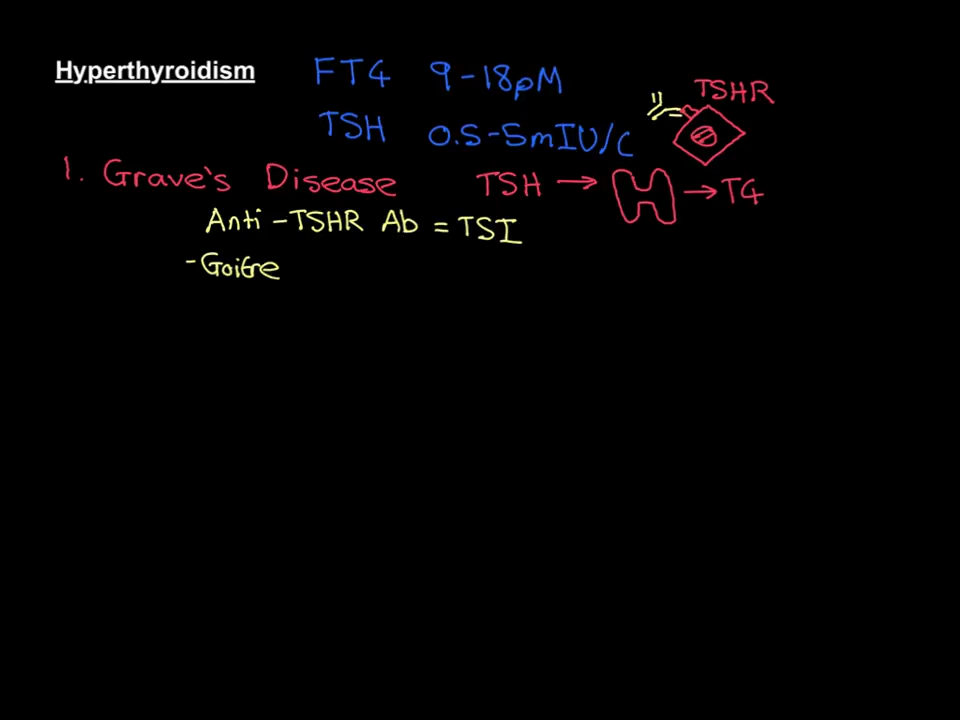 Hyperthyroidism
FT4 9-18pM
TSH 0.5-5mIU/L
TSHR
1. Grave's Disease TSH → → T4
Anti-TSHR Ab = TSI
- Goitre